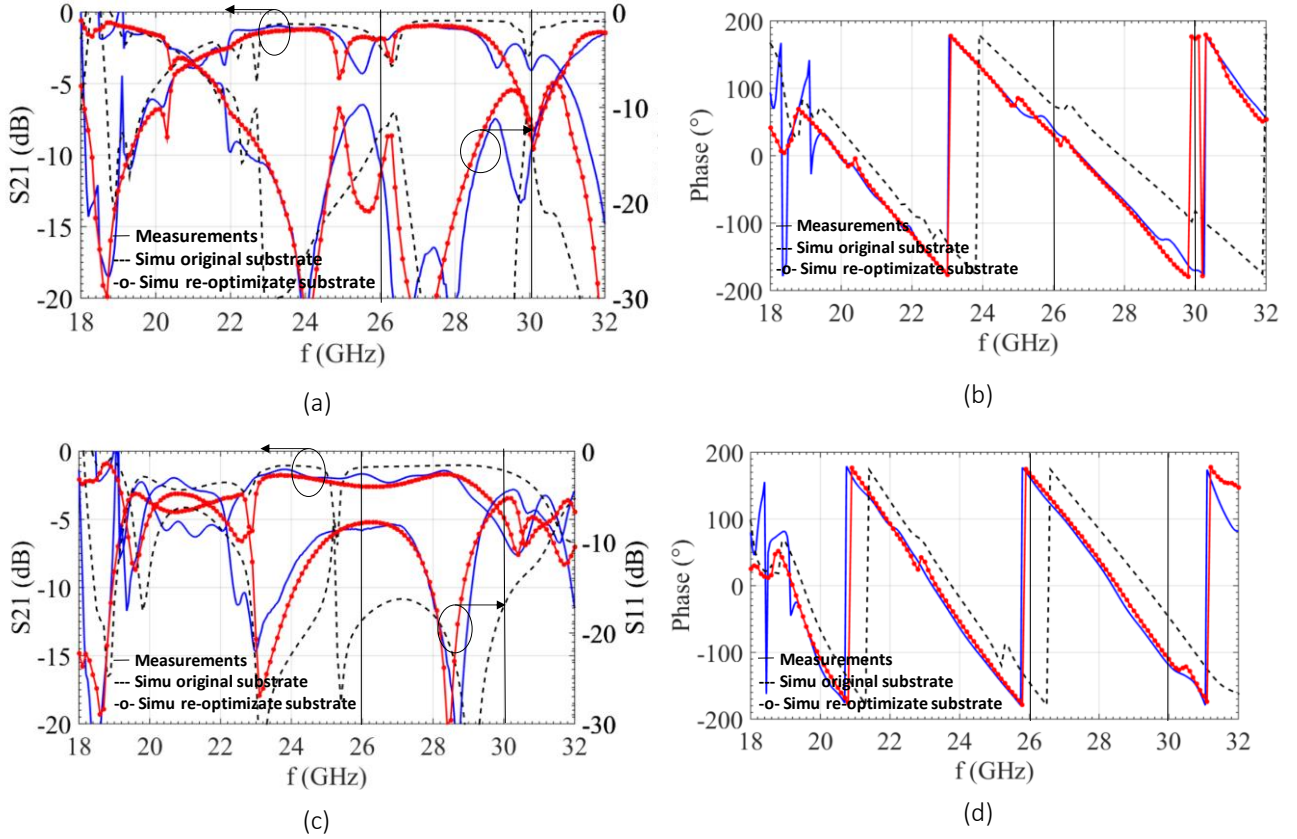 0
-5
-10
-15
-20
S21 (dB)
0
-10
-20
-30
Measurements
Simu original substrate
Simu re-optimizate substrate
18 20 22 24 26 28 30 32
f (GHz)
(a)
200
100
0
-100
-200
Phase (°)
Measurements
Simu original substrate
Simu re-optimizate substrate
18 20 22 24 26 28 30 32
f (GHz)
(b)
0
-5
-10
-15
-20
S21 (dB)
0
-10
-20
-30
S11 (dB)
Measurements
Simu original substrate
Simu re-optimizate substrate
18 20 22 24 26 28 30 32
f (GHz)
(c)
200
100
0
-100
-200
Phase (°)
Measurements
Simu original substrate
Simu re-optimizate substrate
18 20 22 24 26 28 30 32
f (GHz)
(d)